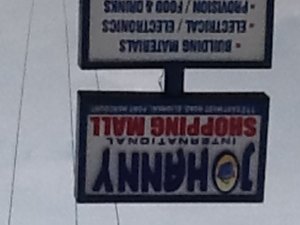 JOHANNY
INTERNATIONAL
SHOPPING MALL
• BUILDING MATERIALS
• ELECTRICAL / ELECTRONICS
• PROVISION / FOOD & DRINKS